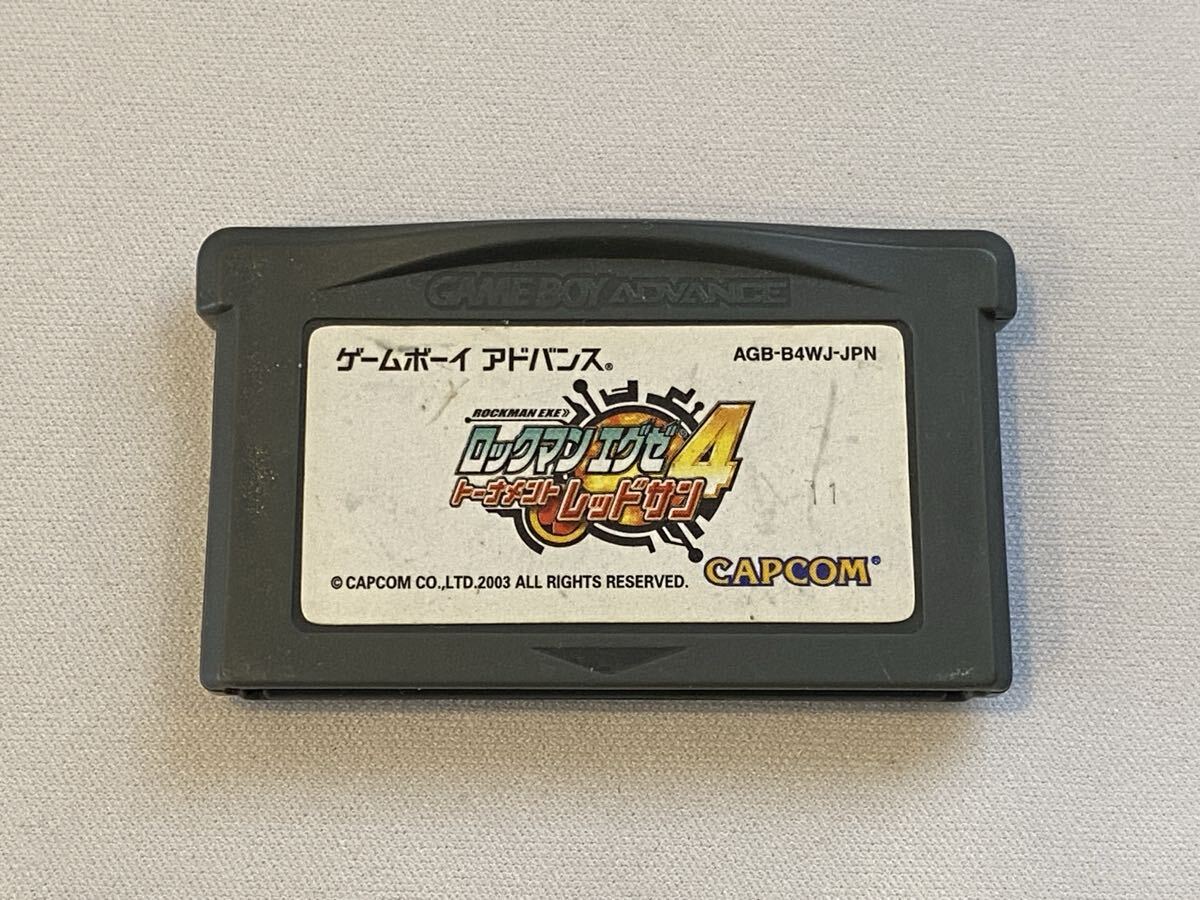 GAME BOY ADVANCE
ゲームボーイ アドバンス®
AGB-B4WJ-JPN
ROCKMAN EXE
ロックマン エグゼ® 4
トーナメント レッドサン
11
© CAPCOM CO.,LTD.2003 ALL RIGHTS RESERVED.
CAPCOM®